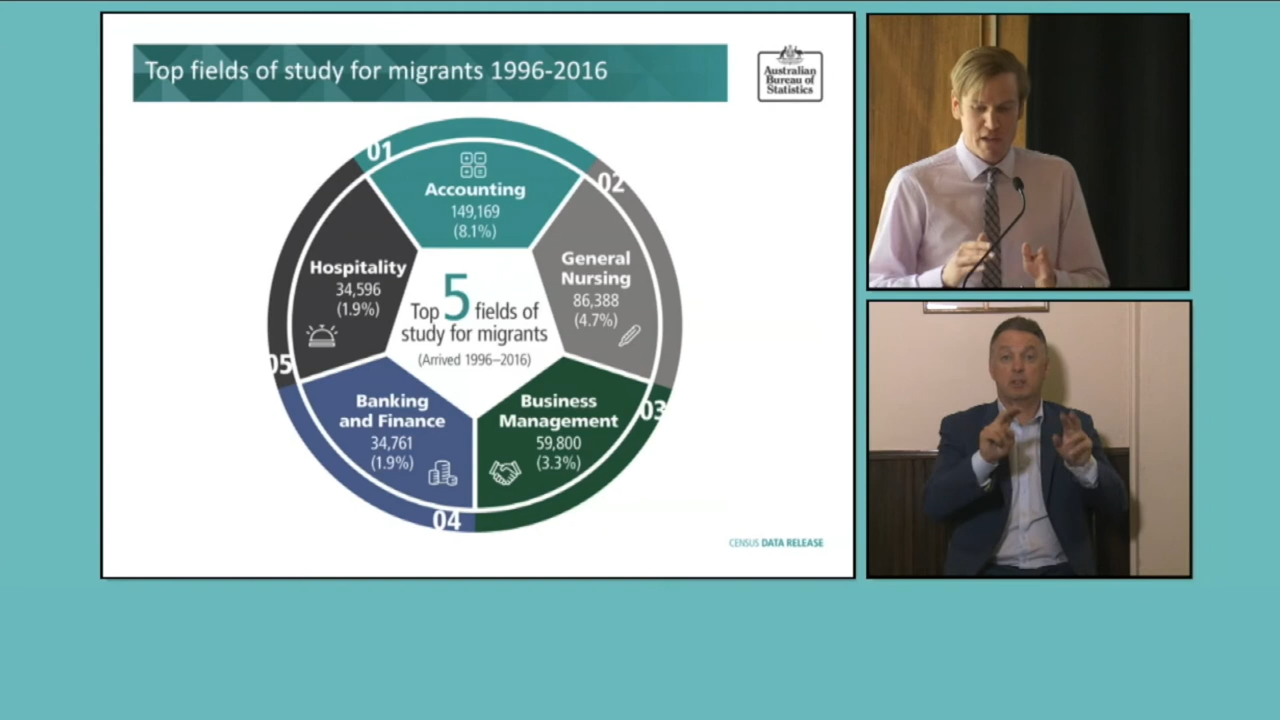 Top fields of study for migrants 1996-2016
Australian
Bureau of
Statistics
01
Accounting
149,169
(8.1%)
02
General
Nursing
86,388
(4.7%)
03
Business
Management
59,800
(3.3%)
04
Banking
and Finance
34,761
(1.9%)
05
Hospitality
34,596
(1.9%)
Top 5 fields of
study for migrants
(Arrived 1996–2016)
CENSUS DATA RELEASE